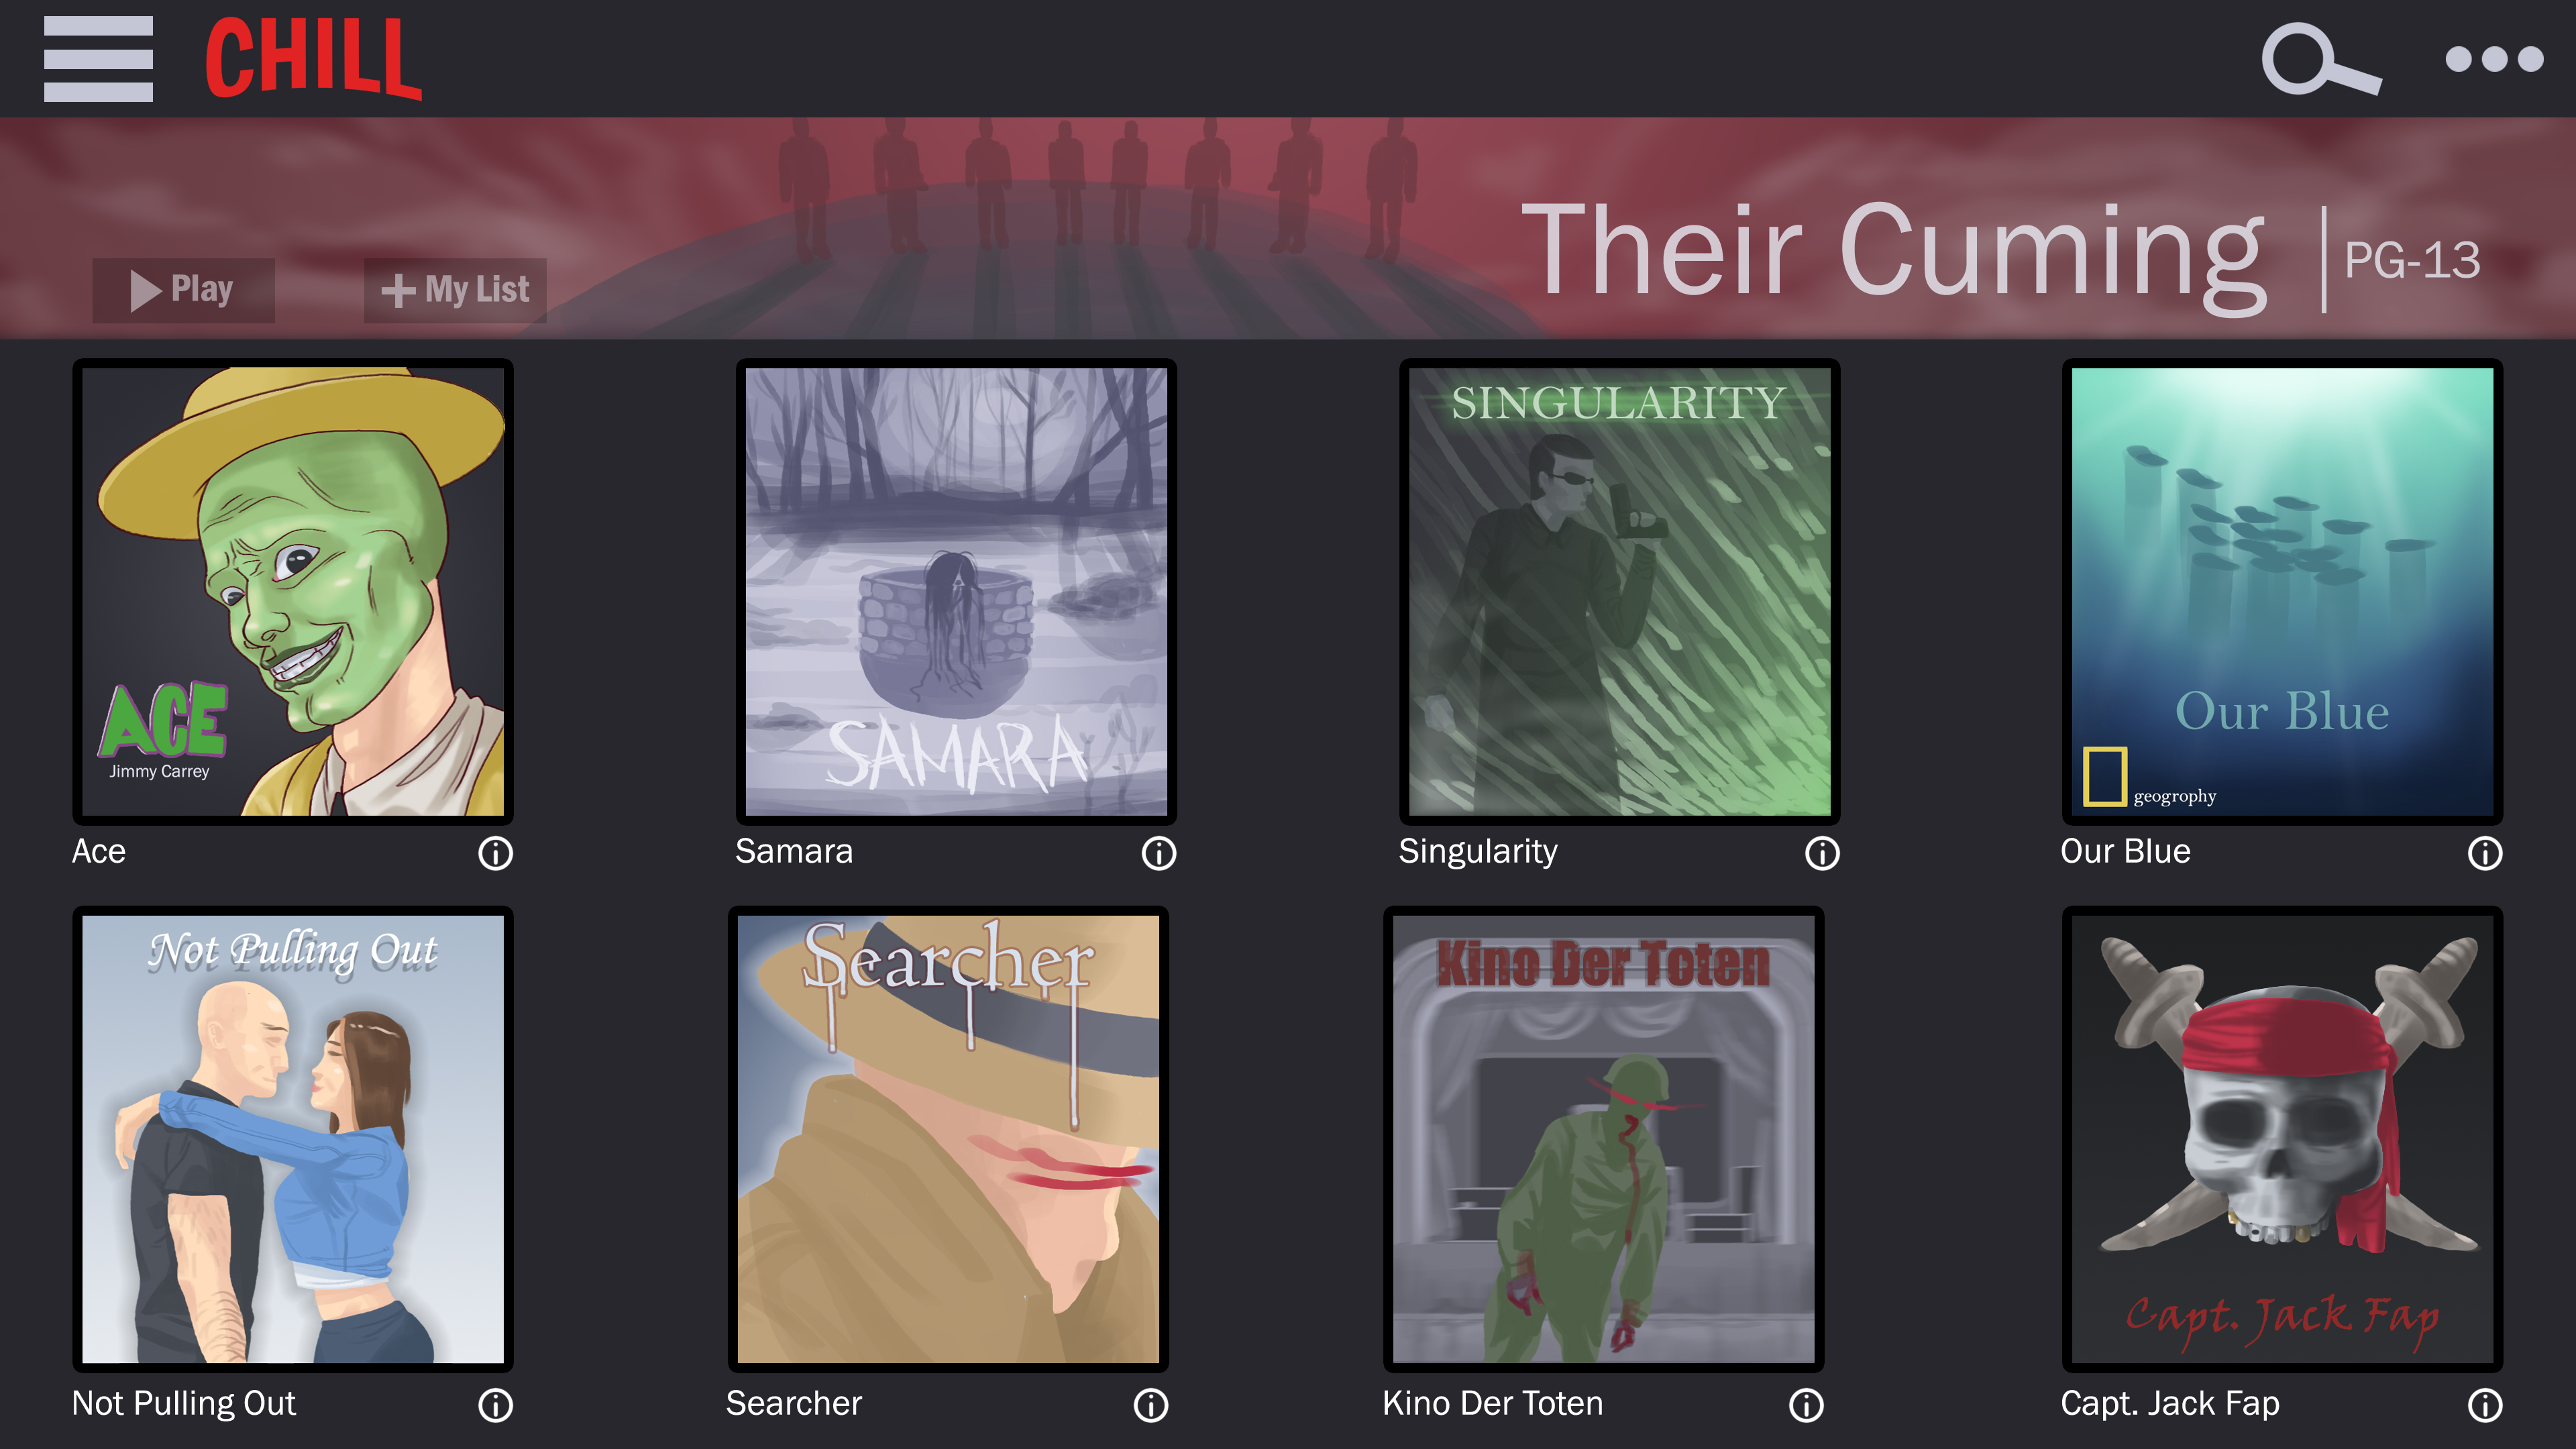 CHILL
Their Cuming
PG-13
Play
My List
ACE
Jimmy Carrey
SAMARA
SINGULARITY
Our Blue
geography
Ace
Samara
Singularity
Our Blue
Not Pulling Out
Searcher
Kino Der Toten
Capt. Jack Fap
Not Pulling Out
Searcher
Kino Der Toten
Capt. Jack Fap